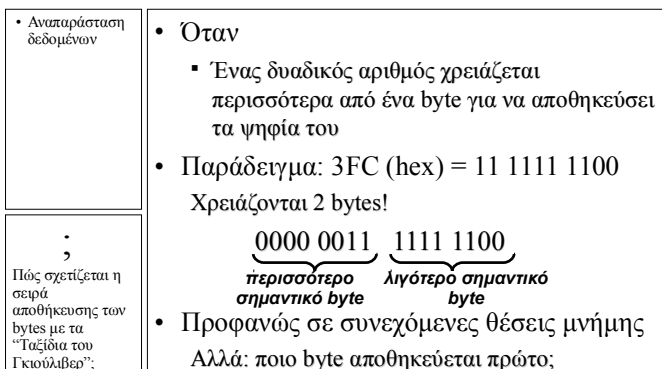 • Αναπαράσταση
δεδομένων
;
Πώς σχετίζεται η
σειρά
αποθήκευσης των
bytes με τα
“Ταξίδια του
Γκιούλιβερ”;
• Όταν
▪ Ένας δυαδικός αριθμός χρειάζεται
περισσότερα από ένα byte για να αποθηκεύσει
τα ψηφία του
• Παράδειγμα: 3FC (hex) = 11 1111 1100
Χρειάζονται 2 bytes!
0000 0011 1111 1100
περισσότερο λιγότερο σημαντικό
σημαντικό byte byte
• Προφανώς σε συνεχόμενες θέσεις μνήμης
Αλλά: ποιο byte αποθηκεύεται πρώτο;